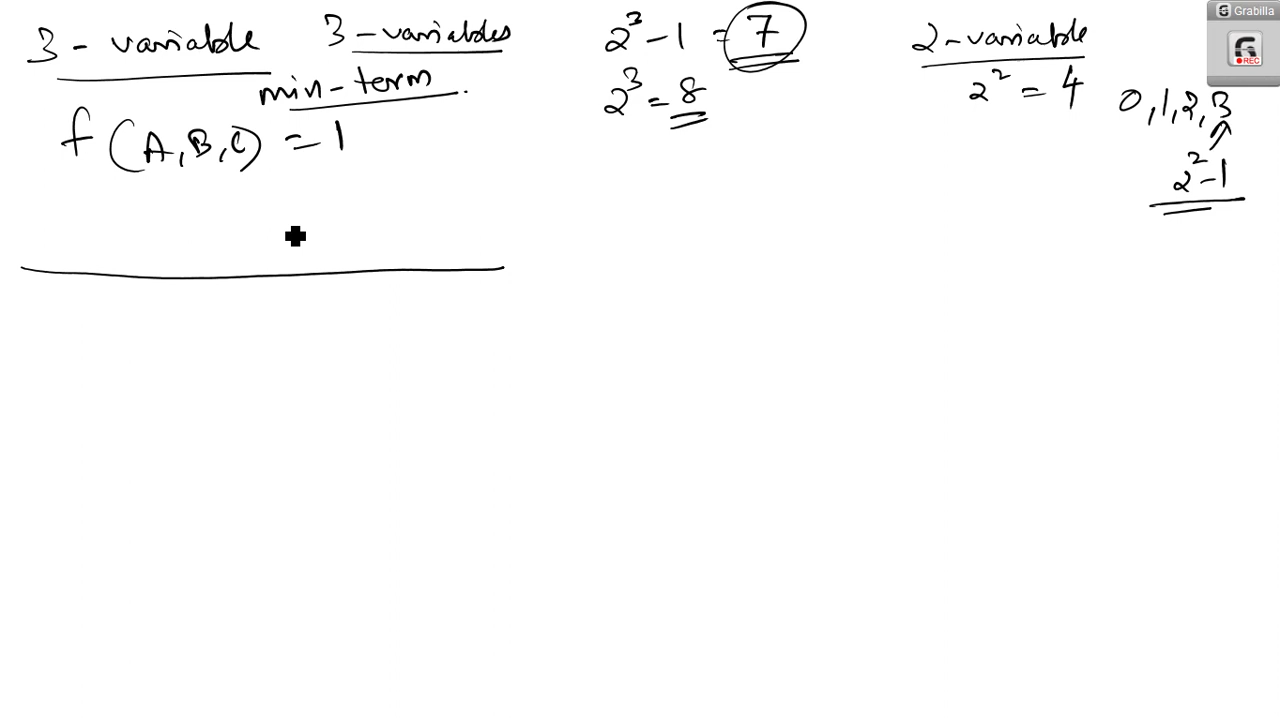 3 - variable
3 - variables
min - term.
f (A, B, C) = 1
2³ - 1 = 7
2³ = 8
2 - variable
2² = 4
0, 1, 2, 3
2² - 1
Grabilla
REC